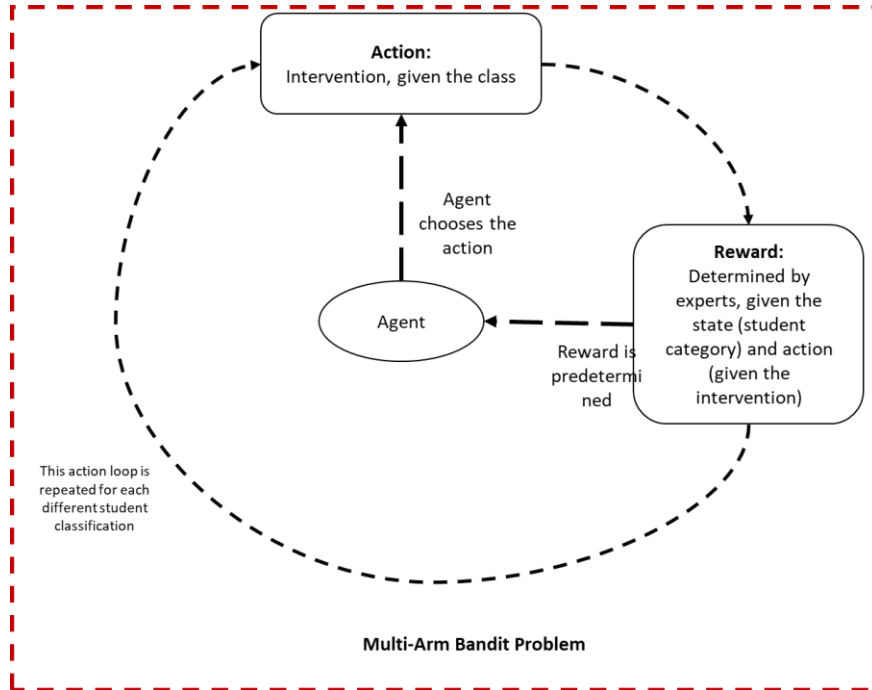 Action:
Intervention, given the class
Agent
chooses the
action
Reward:
Determined by
experts, given the
state (student
category) and action
(given the
intervention)
Agent
Reward is
predetermi
ned
This action loop is
repeated for each
different student
classification
Multi-Arm Bandit Problem